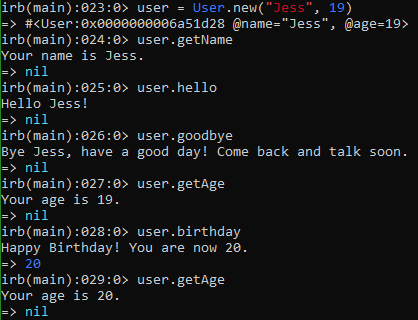 irb(main):023:0> user = User.new("Jess", 19)
=> #<User:0x0000000006a51d28 @name="Jess", @age=19>
irb(main):024:0> user.getName
Your name is Jess.
=> nil
irb(main):025:0> user.hello
Hello Jess!
=> nil
irb(main):026:0> user.goodbye
Bye Jess, have a good day! Come back and talk soon.
=> nil
irb(main):027:0> user.getAge
Your age is 19.
=> nil
irb(main):028:0> user.birthday
Happy Birthday! You are now 20.
=> 20
irb(main):029:0> user.getAge
Your age is 20.
=> nil